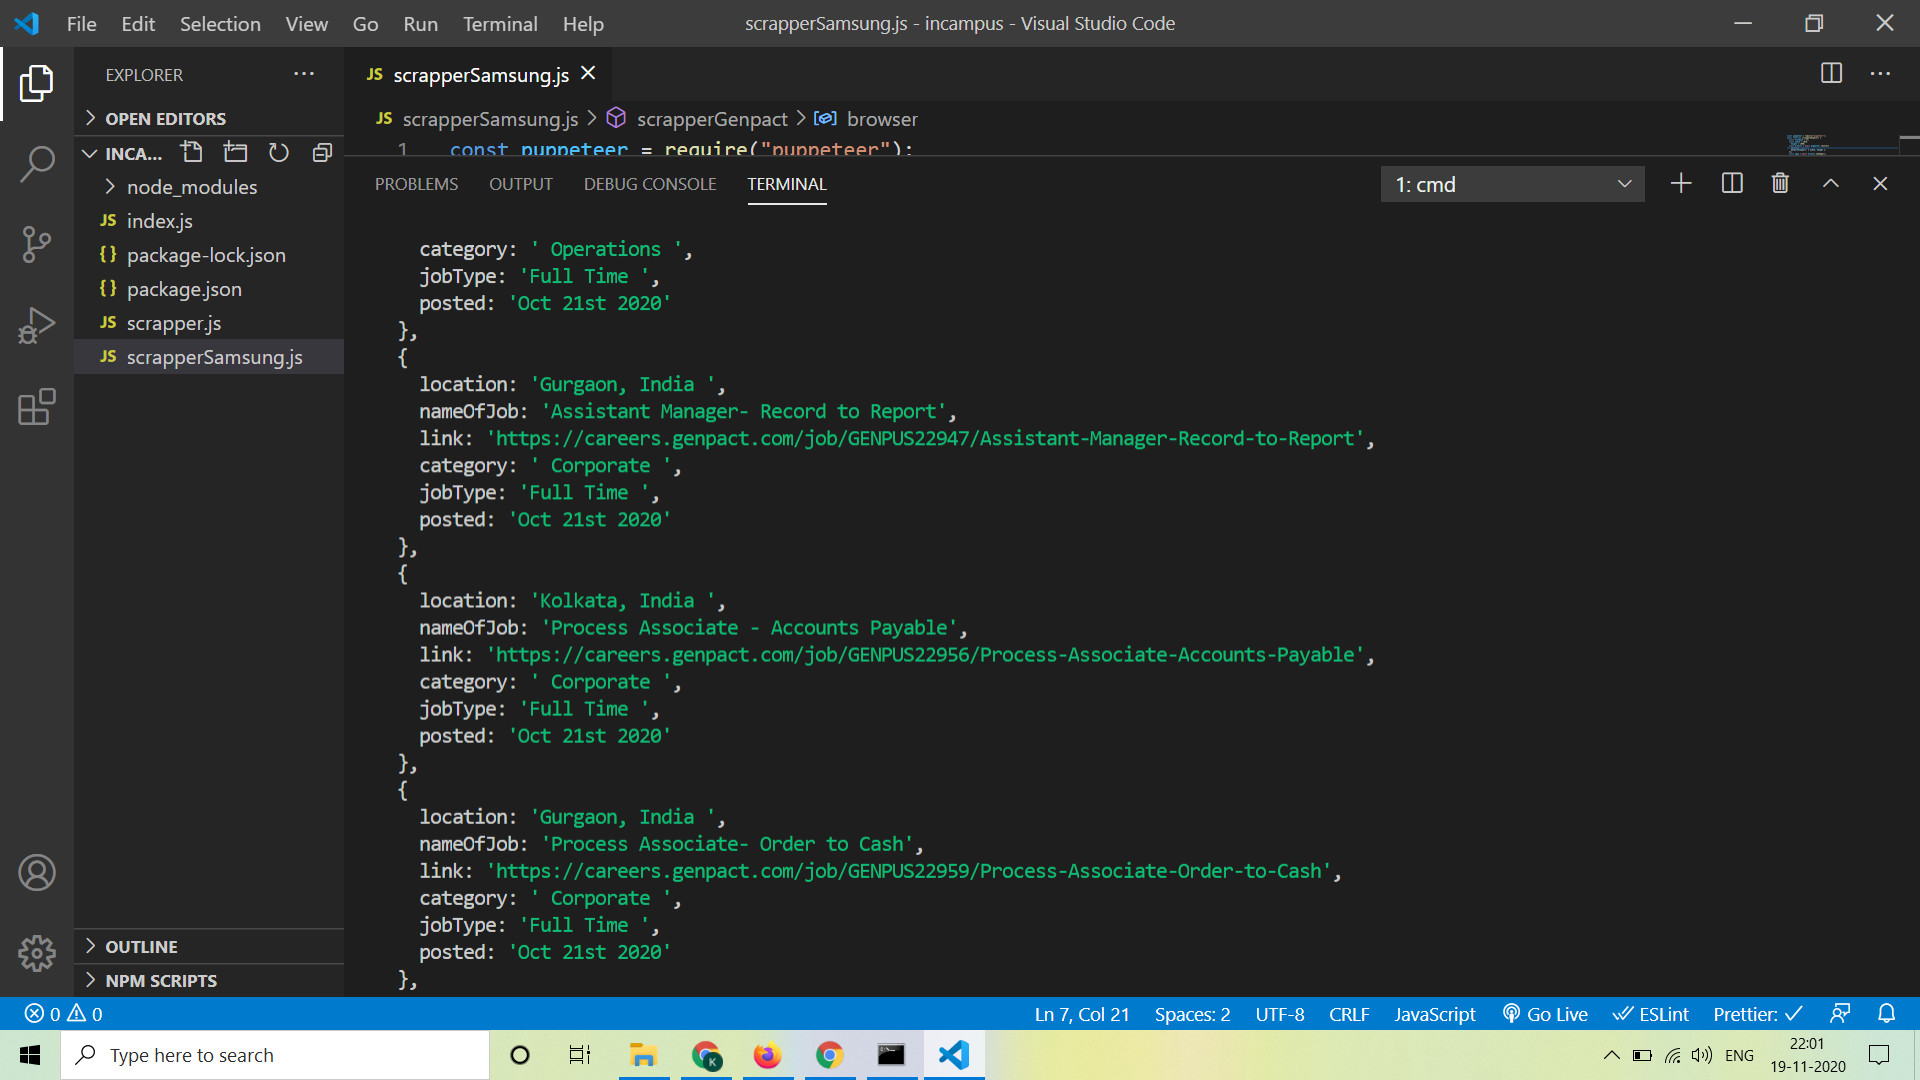 File Edit Selection View Go Run Terminal Help
scrapperSamsung.js - incampus - Visual Studio Code
EXPLORER
OPEN EDITORS
INCA...
node_modules
JS index.js
{} package-lock.json
{} package.json
JS scrapper.js
JS scrapperSamsung.js
OUTLINE
NPM SCRIPTS
JS scrapperSamsung.js
JS scrapperSamsung.js > scrapperGenpact > browser
1 const puppeteer = require("puppeteer");
PROBLEMS OUTPUT DEBUG CONSOLE TERMINAL
1: cmd
category: ' Operations ',
jobType: 'Full Time ',
posted: 'Oct 21st 2020'
},
{
location: 'Gurgaon, India ',
nameOfJob: 'Assistant Manager- Record to Report',
link: 'https://careers.genpact.com/job/GENPUS22947/Assistant-Manager-Record-to-Report',
category: ' Corporate ',
jobType: 'Full Time ',
posted: 'Oct 21st 2020'
},
{
location: 'Kolkata, India ',
nameOfJob: 'Process Associate - Accounts Payable',
link: 'https://careers.genpact.com/job/GENPUS22956/Process-Associate-Accounts-Payable',
category: ' Corporate ',
jobType: 'Full Time ',
posted: 'Oct 21st 2020'
},
{
location: 'Gurgaon, India ',
nameOfJob: 'Process Associate- Order to Cash',
link: 'https://careers.genpact.com/job/GENPUS22959/Process-Associate-Order-to-Cash',
category: ' Corporate ',
jobType: 'Full Time ',
posted: 'Oct 21st 2020'
},
0 0
Ln 7, Col 21 Spaces: 2 UTF-8 CRLF JavaScript Go Live ESLint Prettier:
Type here to search
K
ENG
22:01
19-11-2020